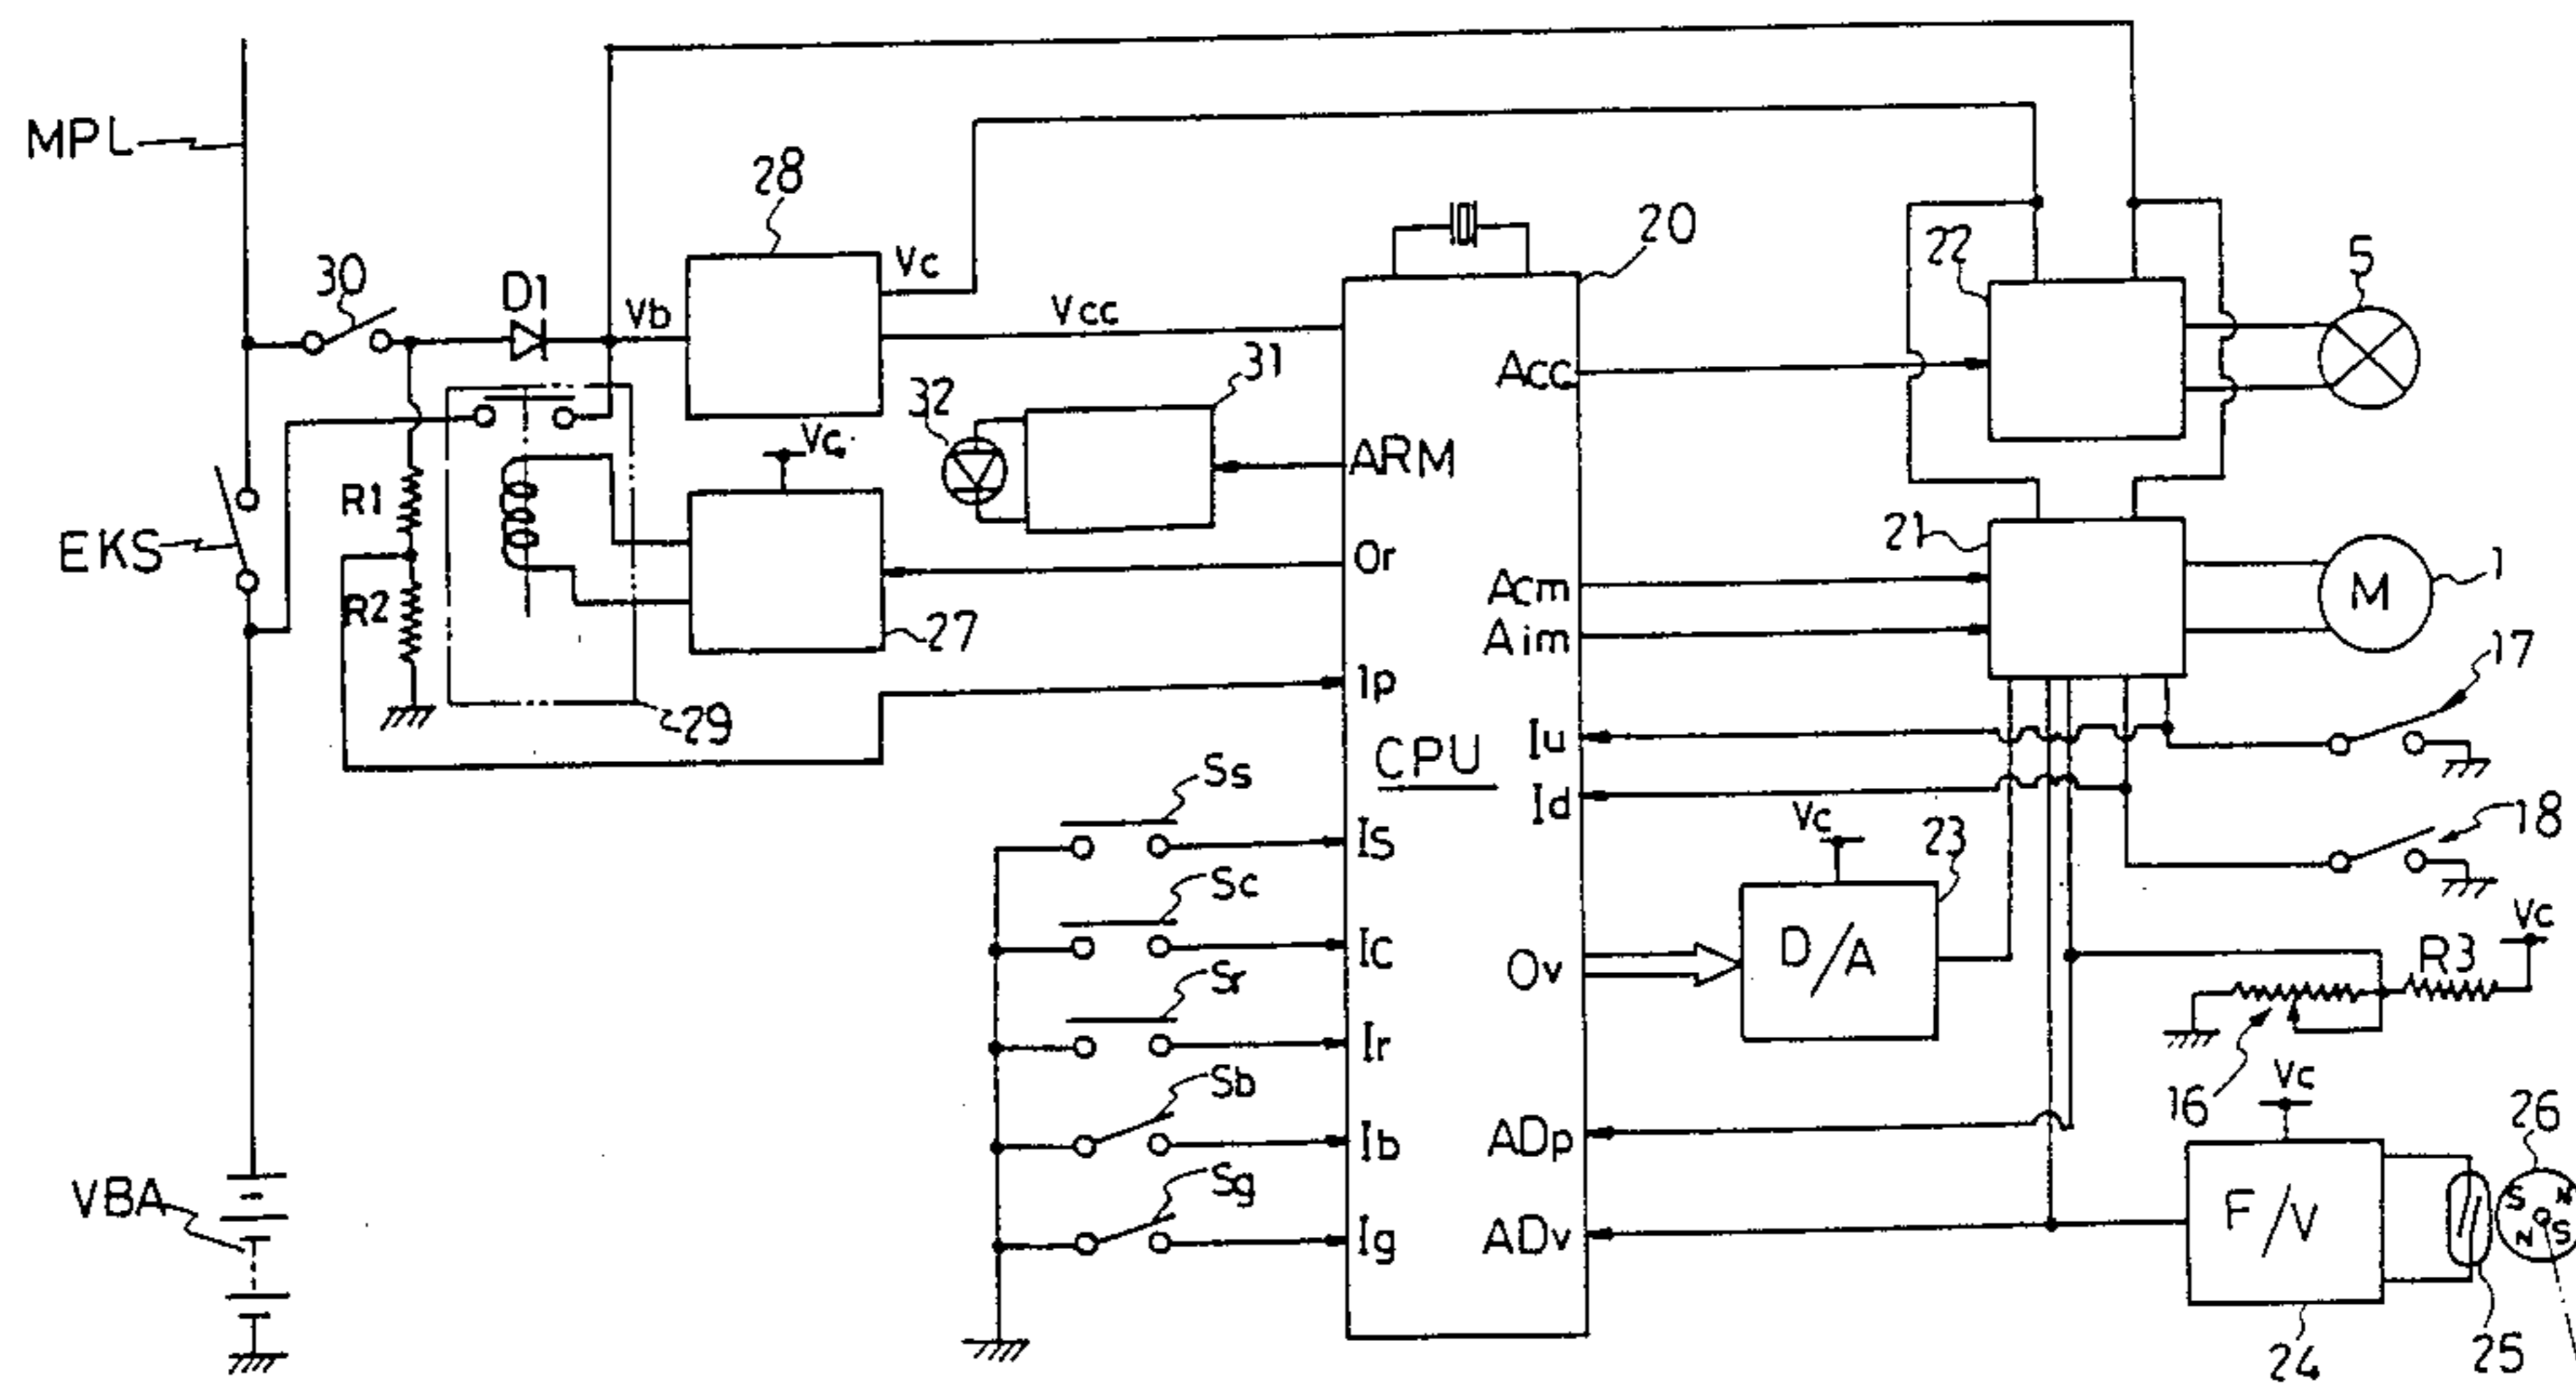 MPL
30
D1
Vb
28
Vc
Vcc
20
22
5
Acc
32
31
Vc
ARM
R1
EKS
R2
Or
27
29
Ip
21
Acm
Aim
M
1
17
Iu
CPU
Id
18
Ss
Is
Sc
Ic
Sr
Ir
Sb
Ib
Sg
Ig
Vc
23
D/A
Ov
Vc
R3
16
Vc
26
ADp
ADv
F/V
S
N
N
S
24
25
VBA